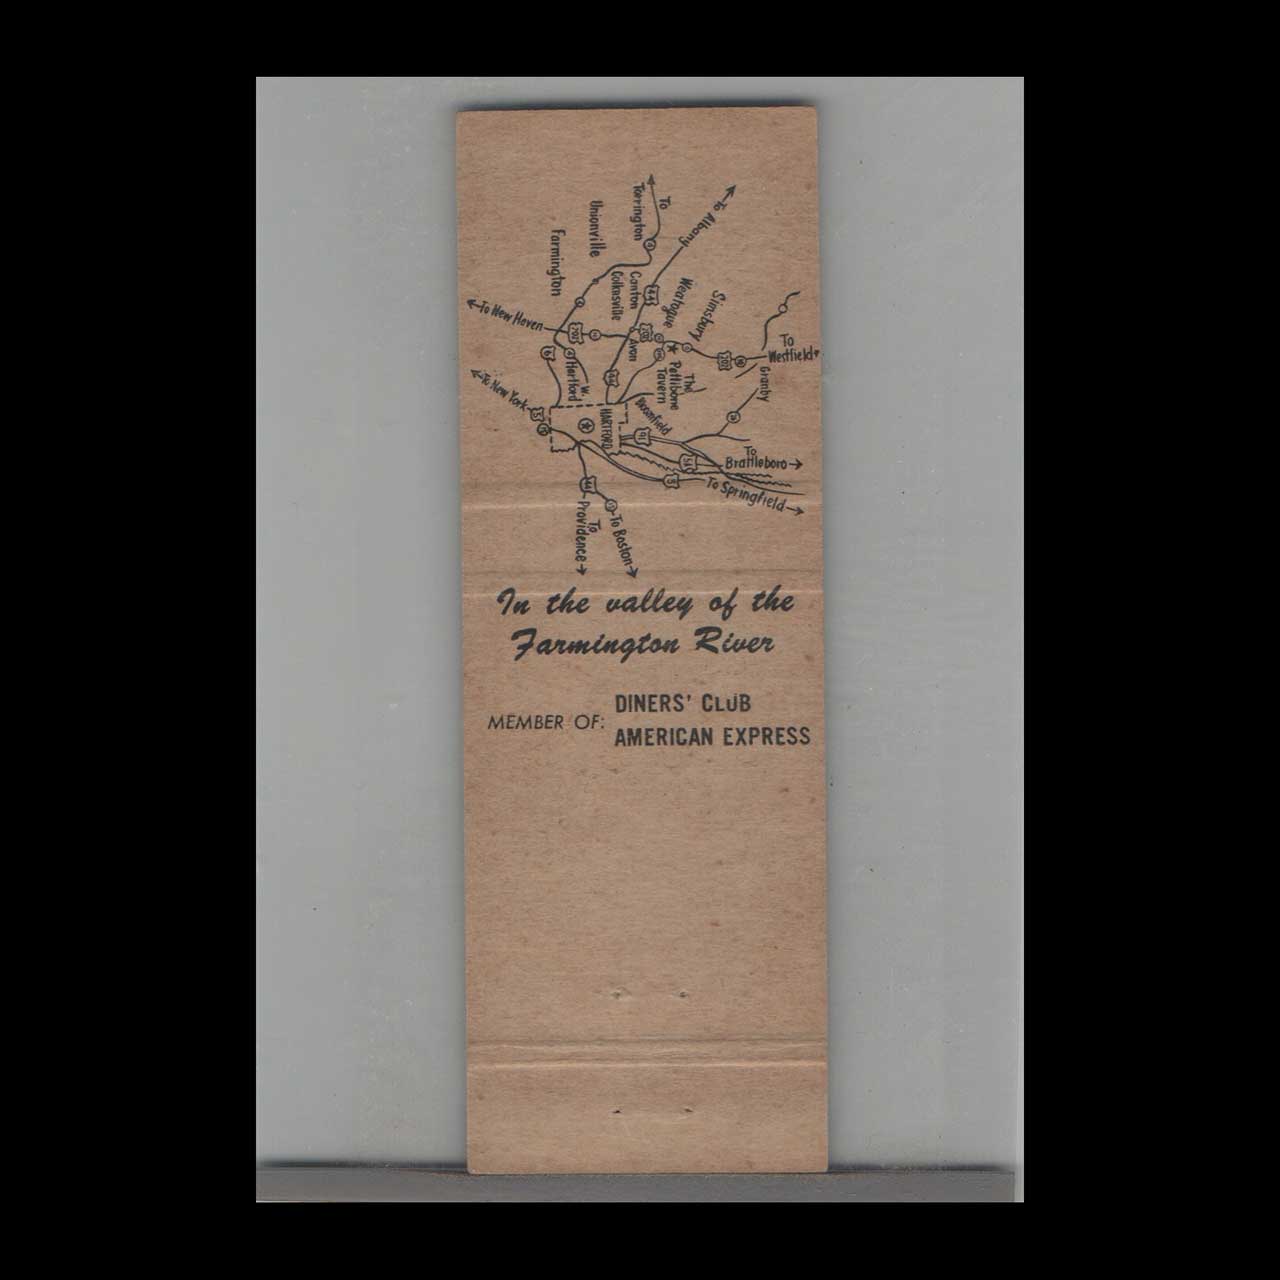 To
Torrington
To Albany
Unionville
Farmington
Canton
Collinsville
Weatogue
Simsbury
To New Haven
Avon
To
Westfield
The
Pettibone
Tavern
Granby
W.
Hartford
To New York
HARTFORD
Bloomfield
To
Brattleboro
To Springfield
To
Providence
To Boston
In the valley of the
Farmington River
MEMBER OF:
DINERS' CLUB
AMERICAN EXPRESS